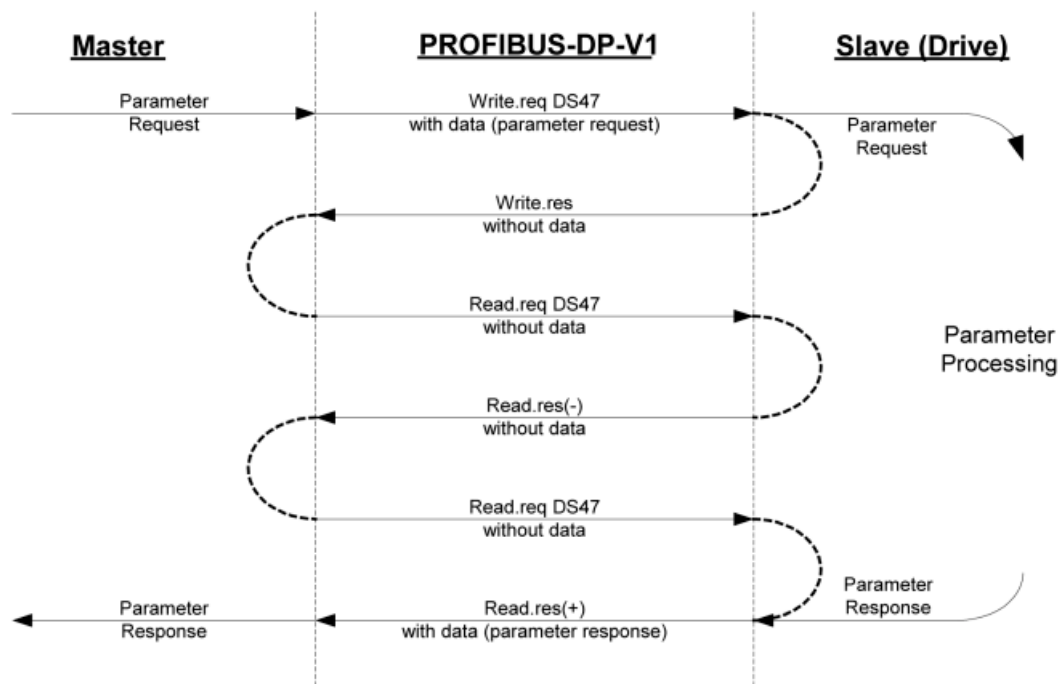 Master
PROFIBUS-DP-V1
Slave (Drive)
Parameter
Request
Write.req DS47
with data (parameter request)
Parameter
Request
Write.res
without data
Read.req DS47
without data
Parameter
Processing
Read.res(-)
without data
Read.req DS47
without data
Parameter
Response
Parameter
Response
Read.res(+)
with data (parameter response)